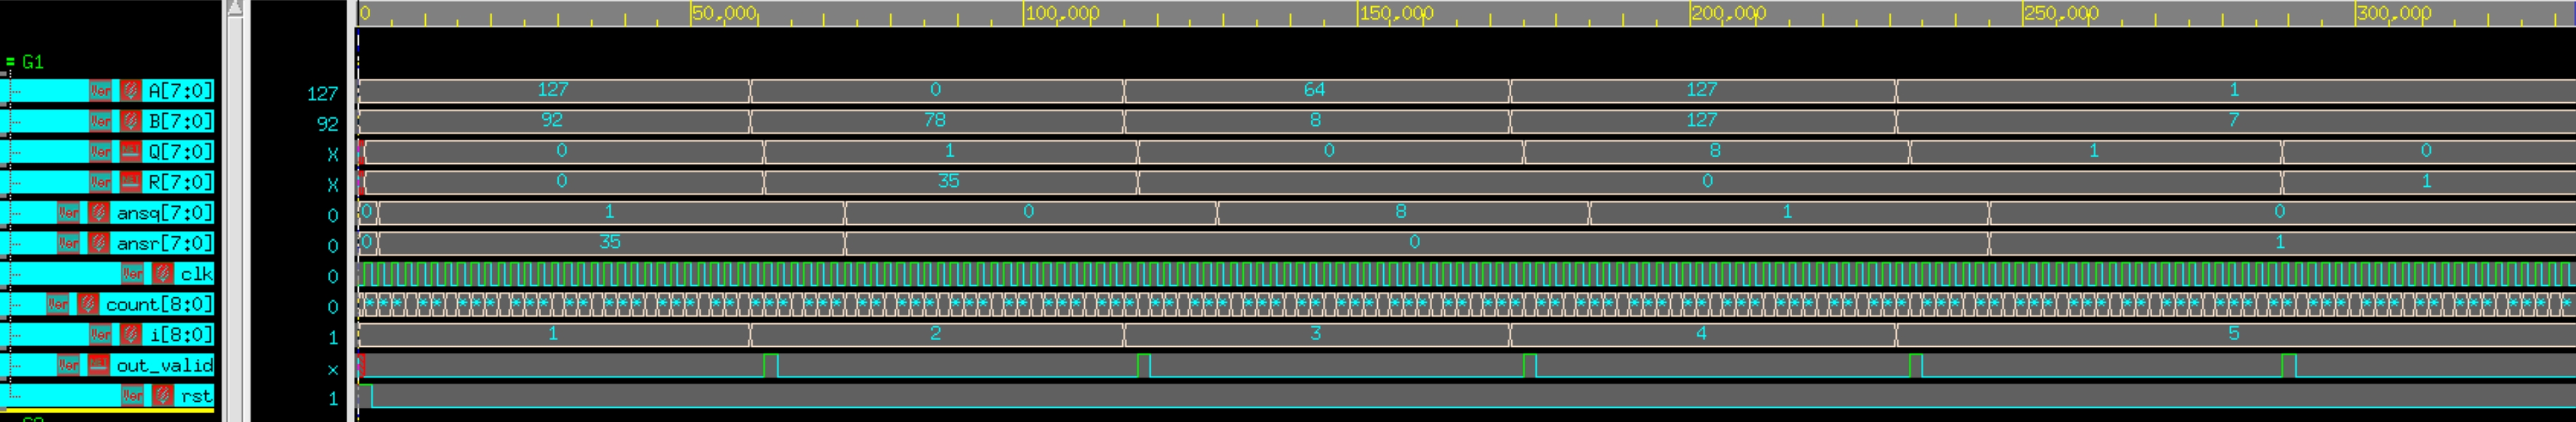 0 50,000 100,000 150,000 200,000 250,000 300,000
G1
A[7:0] 127 127 0 64 127 1
B[7:0] 92 92 78 8 127 7
Q[7:0] X 0 1 0 8 1 0
R[7:0] X 0 35 0 1
ansq[7:0] 0 0 1 0 8 1 0
ansr[7:0] 0 0 35 0 1
clk 0
count[8:0] 0
i[8:0] 1 1 2 3 4 5
out_valid x
rst 1